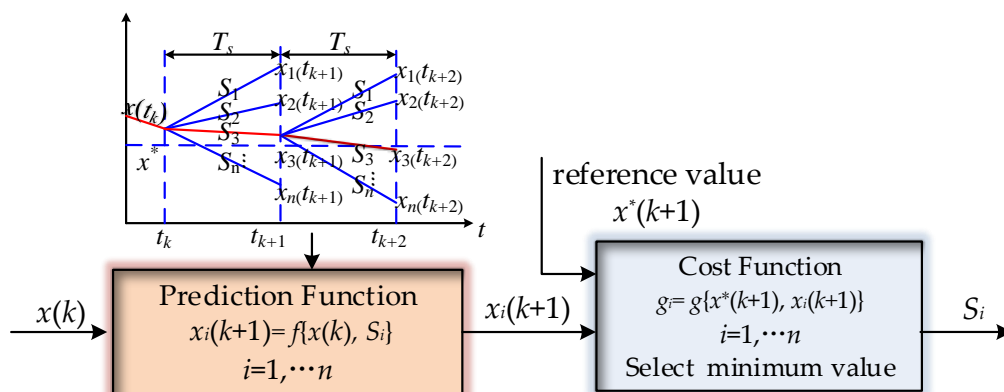 T_s T_s
x_1(t_{k+1}) x_1(t_{k+2})
S_1 S_1
x_2(t_{k+1}) x_2(t_{k+2})
x(t_k) S_2 S_2
S_3
x^* x_3(t_{k+1}) S_3 x_3(t_{k+2})
S_n⋮ S_n⋮
x_n(t_{k+1}) x_n(t_{k+2})
t_k t_{k+1} t_{k+2} t
reference value
x^*(k+1)
x(k)
Prediction Function
x_i(k+1)= f{x(k), S_i}
i=1,⋯n
x_i(k+1)
Cost Function
g_i= g{x*(k+1), x_i(k+1)}
i=1,⋯n
Select minimum value
S_i